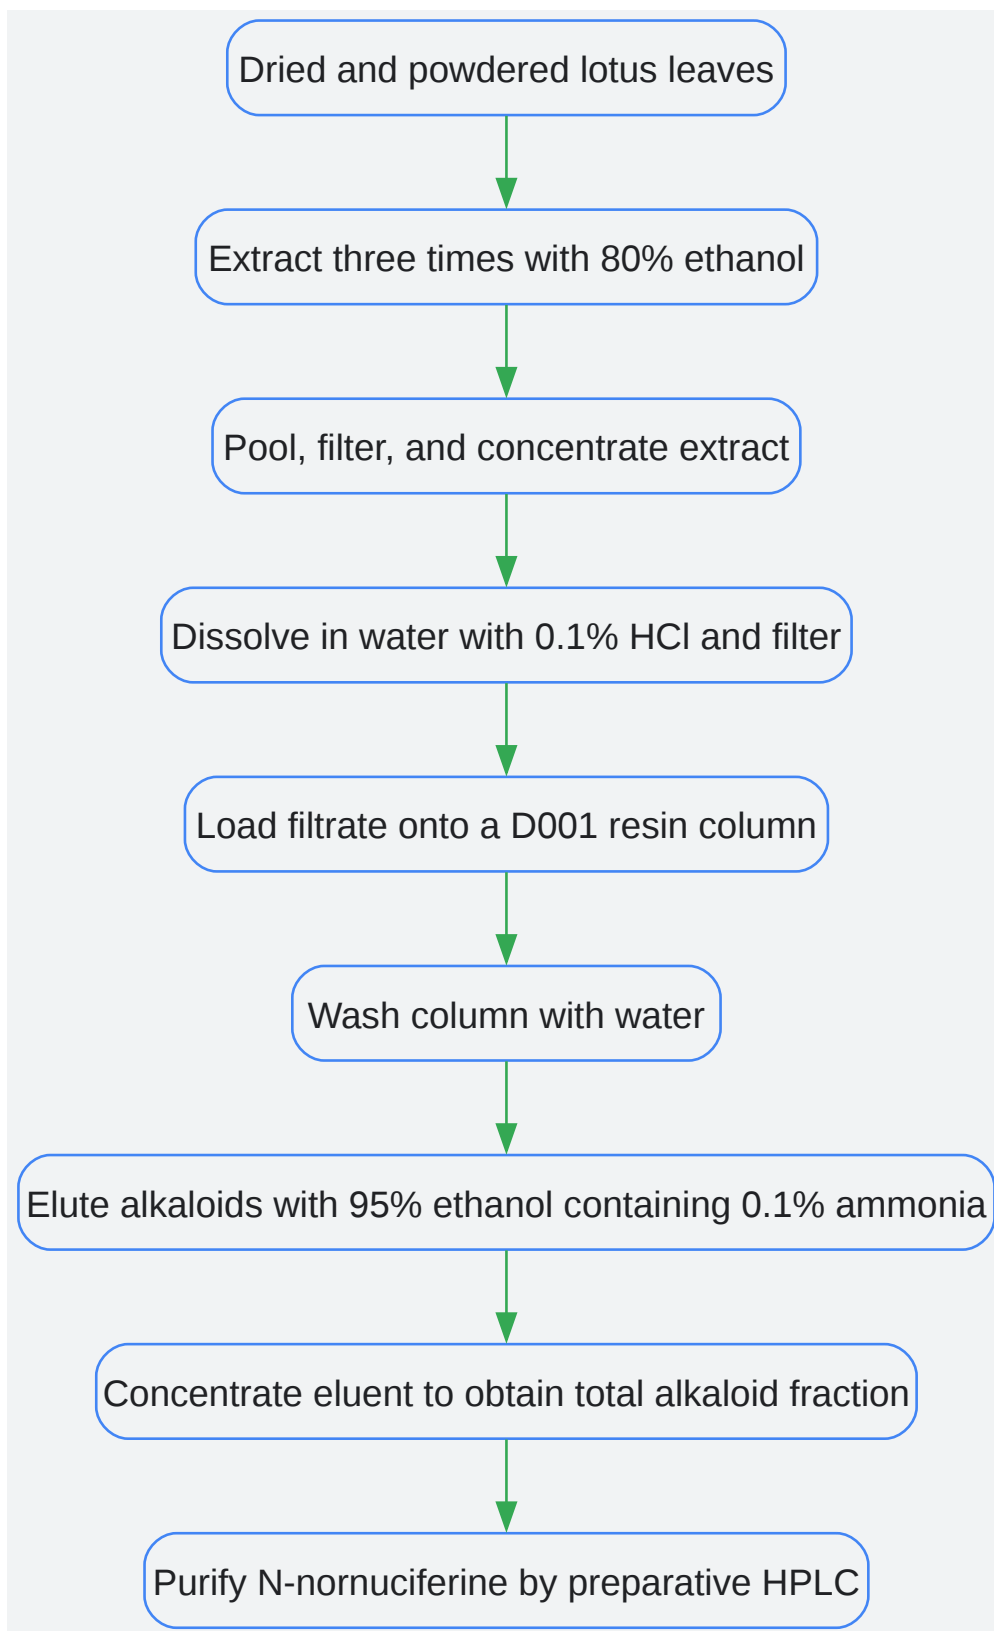 Dried and powdered lotus leaves
Extract three times with 80% ethanol
Pool, filter, and concentrate extract
Dissolve in water with 0.1% HCl and filter
Load filtrate onto a D001 resin column
Wash column with water
Elute alkaloids with 95% ethanol containing 0.1% ammonia
Concentrate eluent to obtain total alkaloid fraction
Purify N-nornuciferine by preparative HPLC